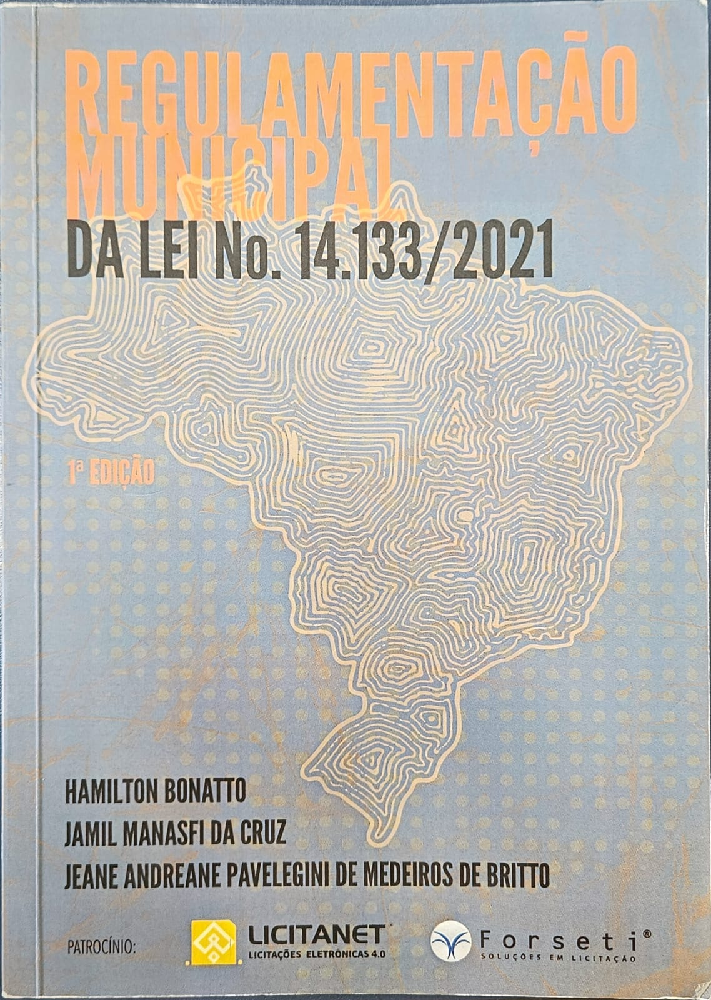 REGULAMENTAÇÃO
MUNICIPAL
DA LEI No. 14.133/2021
1ª EDIÇÃO
HAMILTON BONATTO
JAMIL MANASFI DA CRUZ
JEANE ANDREANE PAVELEGINI DE MEDEIROS DE BRITTO
PATROCÍNIO:
LICITANET
LICITAÇÕES ELETRÔNICAS 4.0
Forseti®
SOLUÇÕES EM LICITAÇÃO